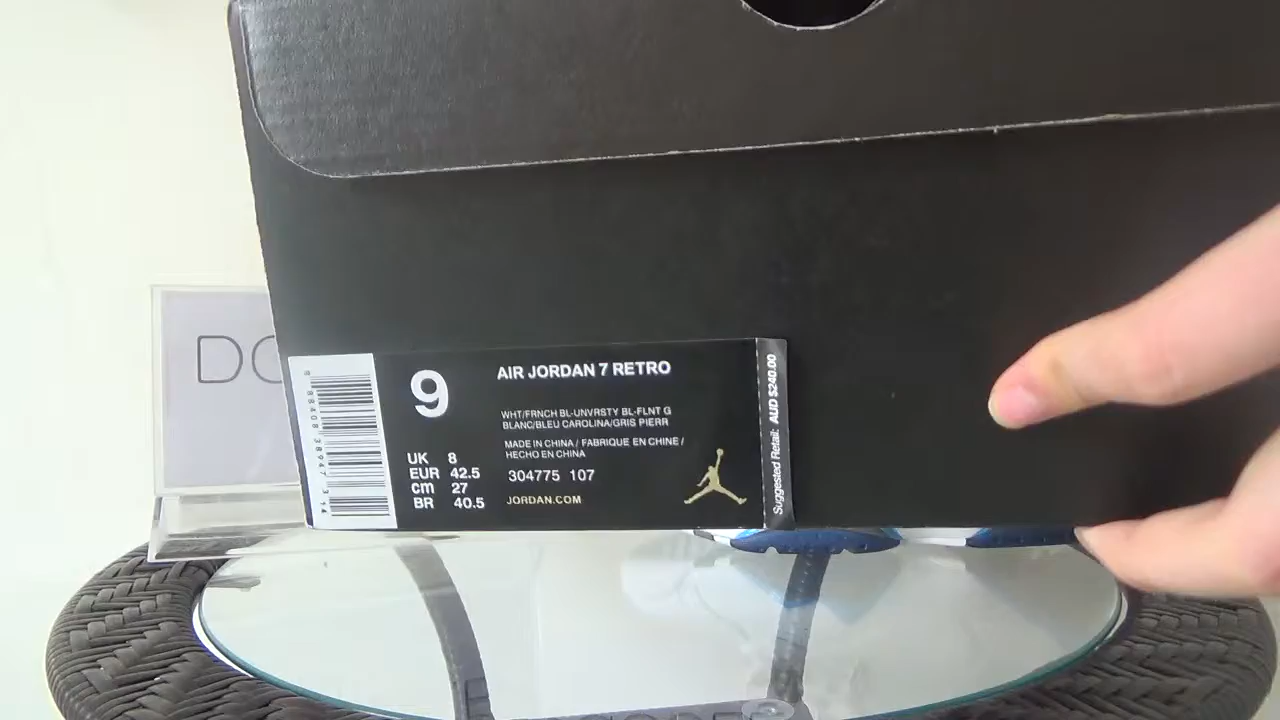 DO
9
AIR JORDAN 7 RETRO
WHT/FRNCH BL-UNVRSTY BL-FLNT G
BLANC/BLEU CAROLINA/GRIS PIERR
MADE IN CHINA / FABRIQUE EN CHINE /
HECHO EN CHINA
304775 107
JORDAN.COM
UK 8
EUR 42.5
cm 27
BR 40.5
Suggested Retail: AUD $240.00